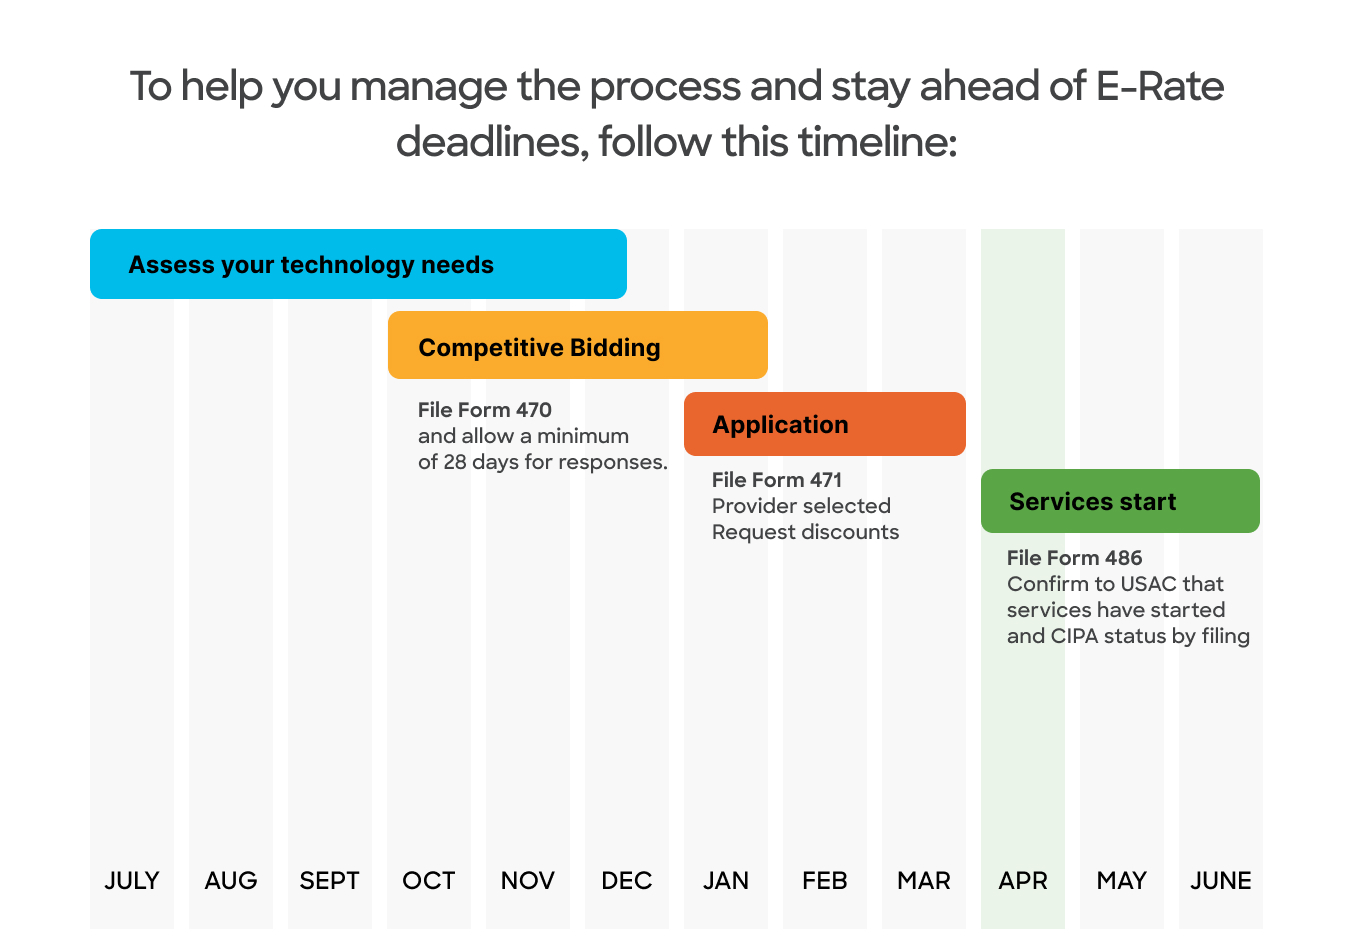 To help you manage the process and stay ahead of E-Rate
deadlines, follow this timeline:
Assess your technology needs
Competitive Bidding
File Form 470
and allow a minimum
of 28 days for responses.
Application
File Form 471
Provider selected
Request discounts
Services start
File Form 486
Confirm to USAC that
services have started
and CIPA status by filing
JULY AUG SEPT OCT NOV DEC JAN FEB MAR APR MAY JUNE